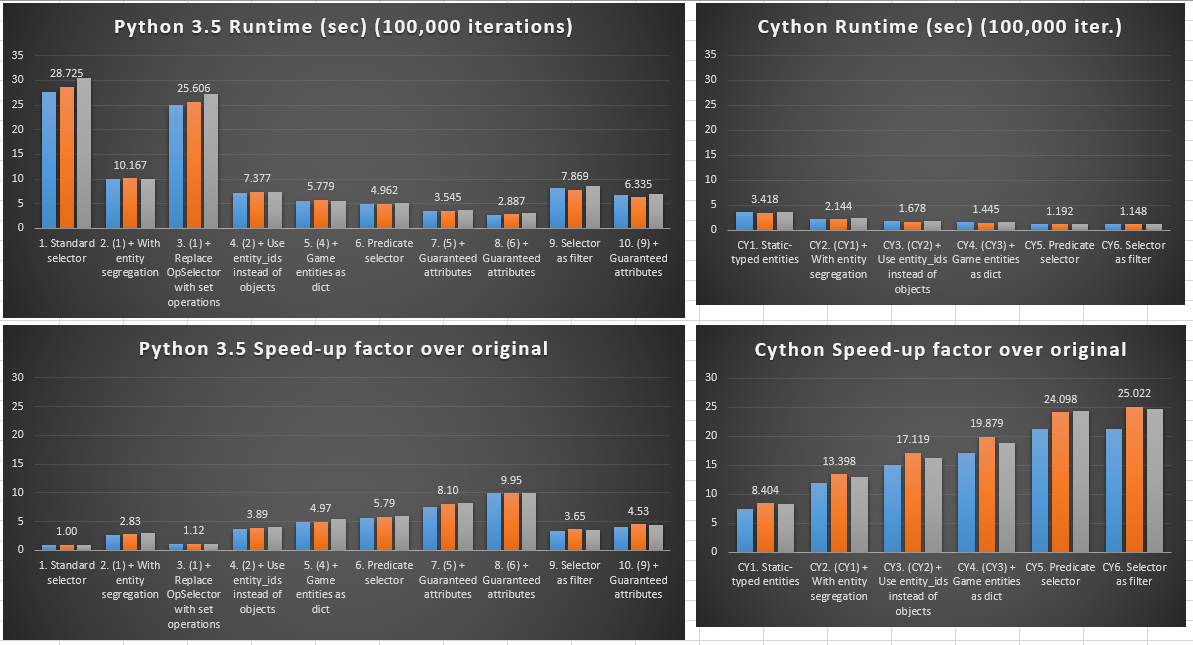 Python 3.5 Runtime (sec) (100,000 iterations)
35
30
25
20
15
10
5
0
28.725
10.167
25.606
7.377
5.779
4.962
3.545
2.887
7.869
6.335
1. Standard
selector
2. (1) + With
entity
segregation
3. (1) +
Replace
OpSelector
with set
operations
4. (2) + Use
entity_ids
instead of
objects
5. (4) +
Game
entities as
dict
6. Predicate
selector
7. (5) +
Guaranteed
attributes
8. (6) +
Guaranteed
attributes
9. Selector
as filter
10. (9) +
Guaranteed
attributes
Cython Runtime (sec) (100,000 iter.)
35
30
25
20
15
10
5
0
3.418
2.144
1.678
1.445
1.192
1.148
CY1. Static-
typed entities
CY2. (CY1) +
With entity
segregation
CY3. (CY2) +
Use entity_ids
instead of
objects
CY4. (CY3) +
Game entities
as dict
CY5. Predicate
selector
CY6. Selector
as filter
Python 3.5 Speed-up factor over original
30
25
20
15
10
5
0
1.00
2.83
1.12
3.89
4.97
5.79
8.10
9.95
3.65
4.53
1. Standard
selector
2. (1) + With
entity
segregation
3. (1) +
Replace
OpSelector
with set
operations
4. (2) + Use
entity_ids
instead of
objects
5. (4) +
Game
entities as
dict
6. Predicate
selector
7. (5) +
Guaranteed
attributes
8. (6) +
Guaranteed
attributes
9. Selector
as filter
10. (9) +
Guaranteed
attributes
Cython Speed-up factor over original
30
25
20
15
10
5
0
8.404
13.398
17.119
19.879
24.098
25.022
CY1. Static-
typed entities
CY2. (CY1) +
With entity
segregation
CY3. (CY2) +
Use entity_ids
instead of
objects
CY4. (CY3) +
Game entities
as dict
CY5. Predicate
selector
CY6. Selector
as filter